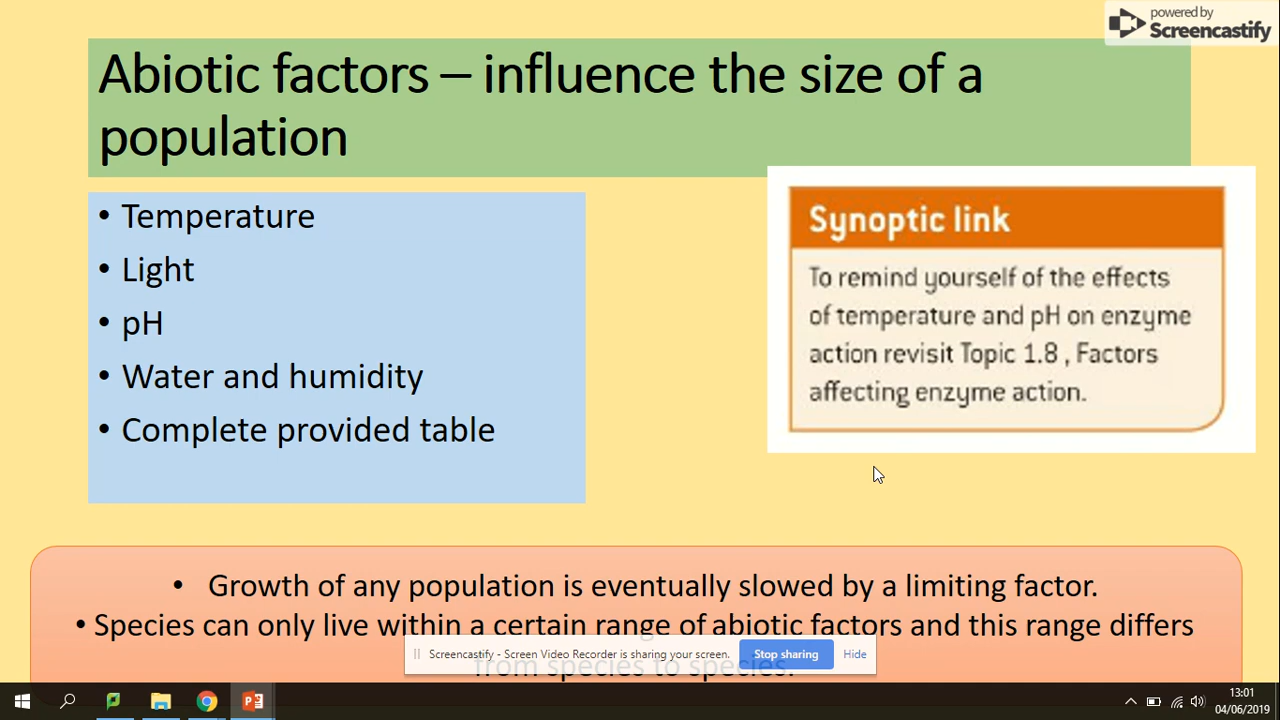 powered by
Screencastify
Abiotic factors – influence the size of a
population
• Temperature
• Light
• pH
• Water and humidity
• Complete provided table
Synoptic link
To remind yourself of the effects
of temperature and pH on enzyme
action revisit Topic 1.8 , Factors
affecting enzyme action.
• Growth of any population is eventually slowed by a limiting factor.
• Species can only live within a certain range of abiotic factors and this range differs
from species to species.
Screencastify - Screen Video Recorder is sharing your screen.
Stop sharing
Hide
13:01
04/06/2019